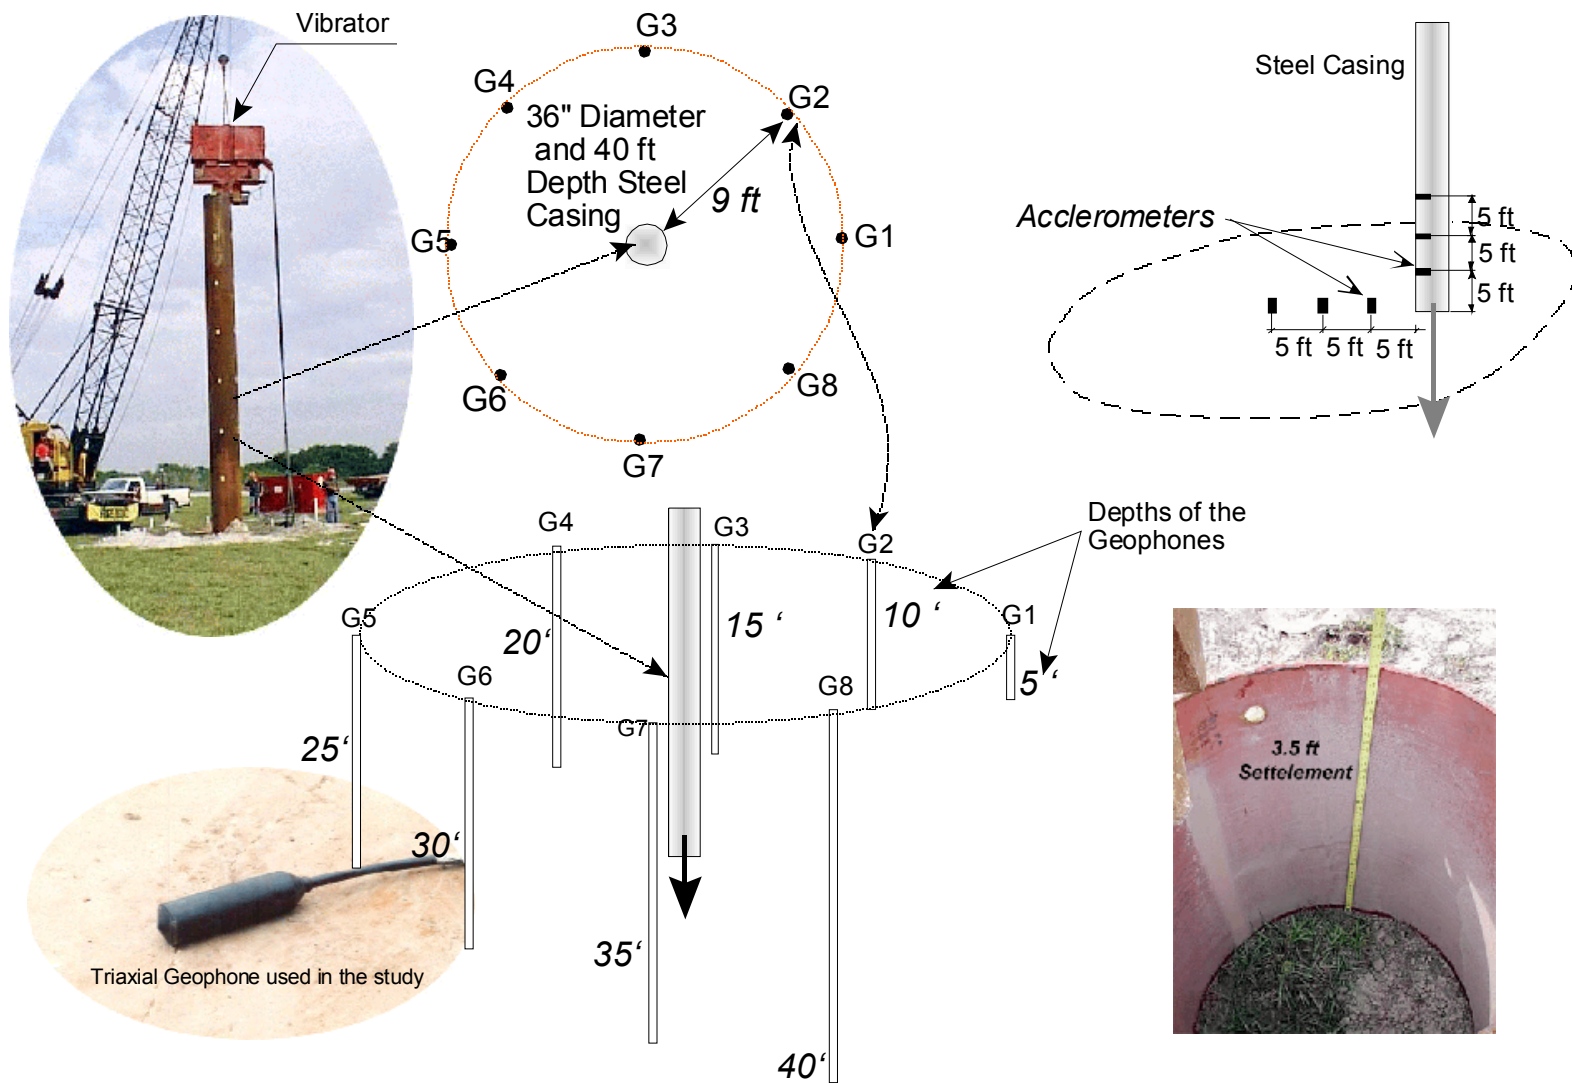 Vibrator
G3
G4
G2
36" Diameter
and 40 ft
Depth Steel
Casing
9 ft
G5
G1
G6
G8
G7
Steel Casing
Acclerometers
5 ft
5 ft
5 ft
5 ft
5 ft
5 ft
Depths of the
Geophones
G4
G3
G2
G5
G1
20‘
15 ‘
10 ‘
5 ‘
G6
G8
G7
25‘
30‘
35‘
40‘
Triaxial Geophone used in the study
3.5 ft
Settelement